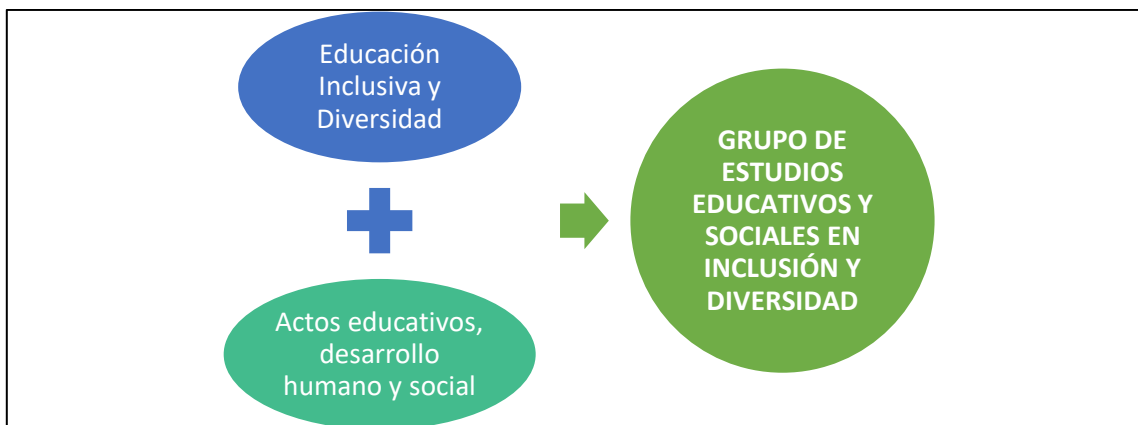 Educación
Inclusiva y
Diversidad
Actos educativos,
desarrollo
humano y social
GRUPO DE
ESTUDIOS
EDUCATIVOS Y
SOCIALES EN
INCLUSIÓN Y
DIVERSIDAD